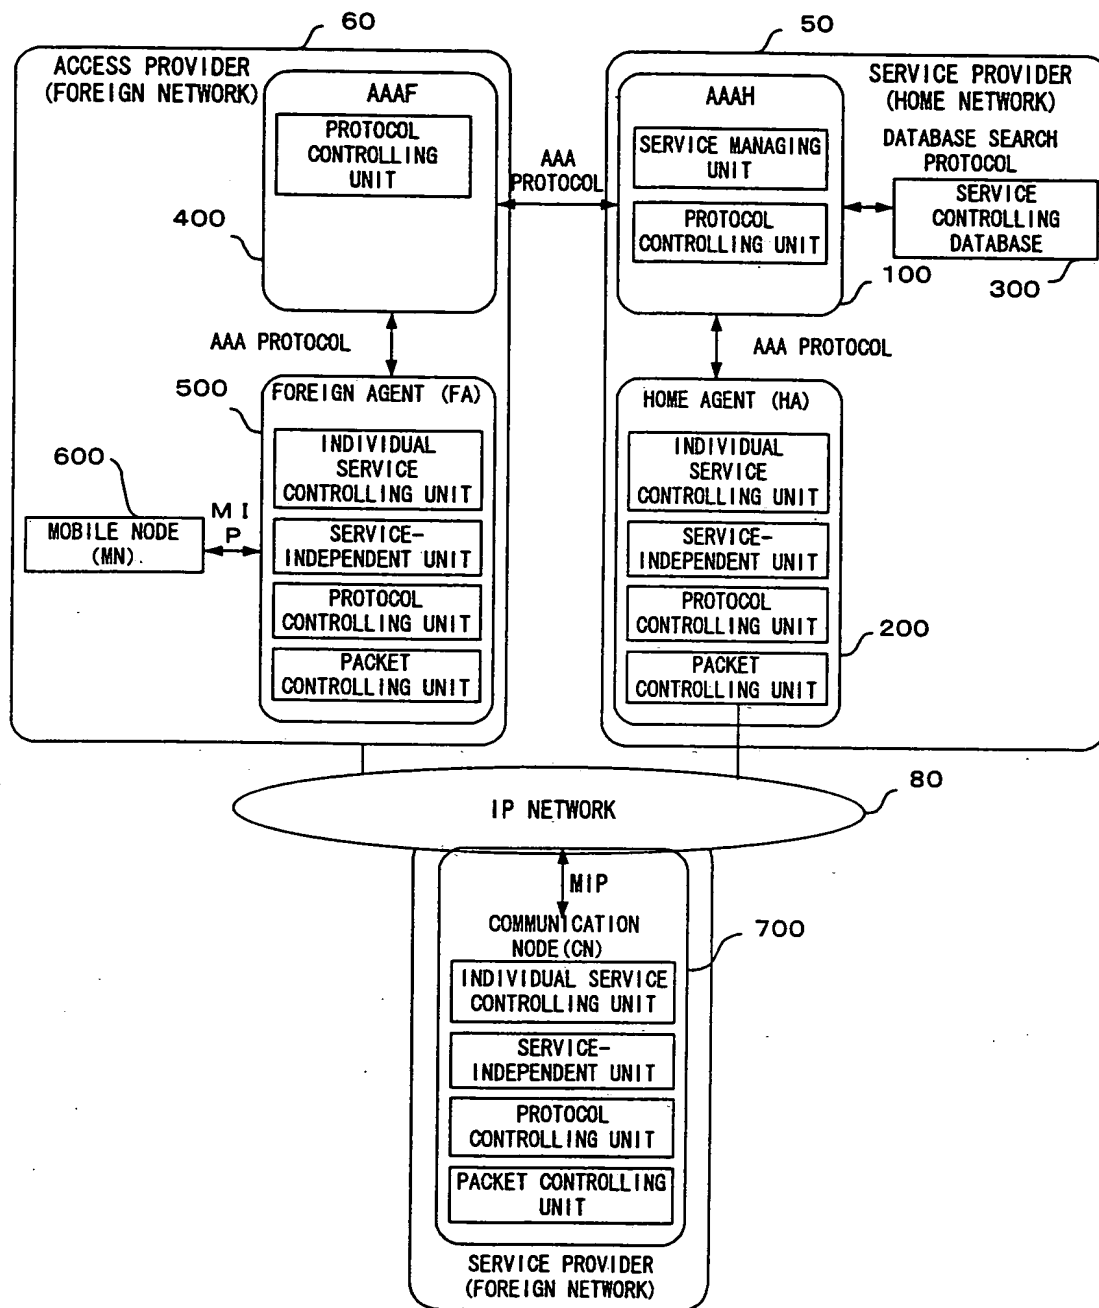 60
50
ACCESS PROVIDER
(FOREIGN NETWORK)
AAAF
PROTOCOL
CONTROLLING
UNIT
400
AAA
PROTOCOL
AAAH
SERVICE MANAGING
UNIT
PROTOCOL
CONTROLLING UNIT
100
SERVICE PROVIDER
(HOME NETWORK)
DATABASE SEARCH
PROTOCOL
SERVICE
CONTROLLING
DATABASE
300
AAA PROTOCOL
AAA PROTOCOL
500
FOREIGN AGENT (FA)
INDIVIDUAL
SERVICE
CONTROLLING UNIT
SERVICE-
INDEPENDENT UNIT
PROTOCOL
CONTROLLING UNIT
PACKET
CONTROLLING UNIT
600
MOBILE NODE
(MN).
MI
P
HOME AGENT (HA)
INDIVIDUAL
SERVICE
CONTROLLING UNIT
SERVICE-
INDEPENDENT UNIT
PROTOCOL
CONTROLLING UNIT
PACKET
CONTROLLING UNIT
200
80
IP NETWORK
MIP
COMMUNICATION
NODE(CN)
700
INDIVIDUAL SERVICE
CONTROLLING UNIT
SERVICE-
INDEPENDENT UNIT
PROTOCOL
CONTROLLING UNIT
PACKET CONTROLLING
UNIT
SERVICE PROVIDER
(FOREIGN NETWORK)